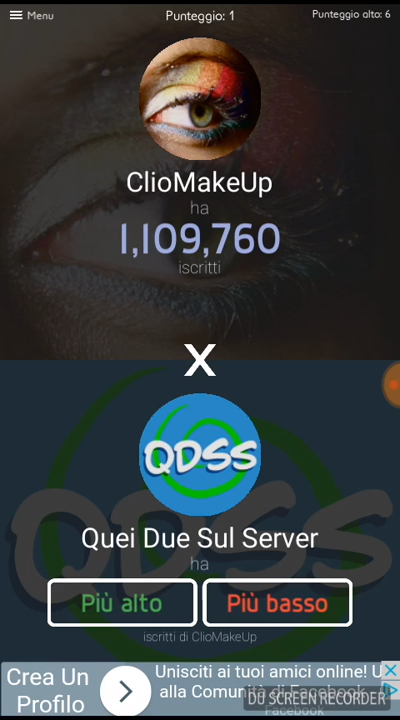 Menu
Punteggio: 1
Punteggio alto: 6
ClioMakeUp
ha
1,109,760
iscritti
X
QDSS
Quei Due Sul Server
ha
Più alto
Più basso
iscritti di ClioMakeUp
Crea Un
Profilo
Unisciti ai tuoi amici online! U
alla Comunità di Facebook
DU SCREEN RECORDER
Facebook